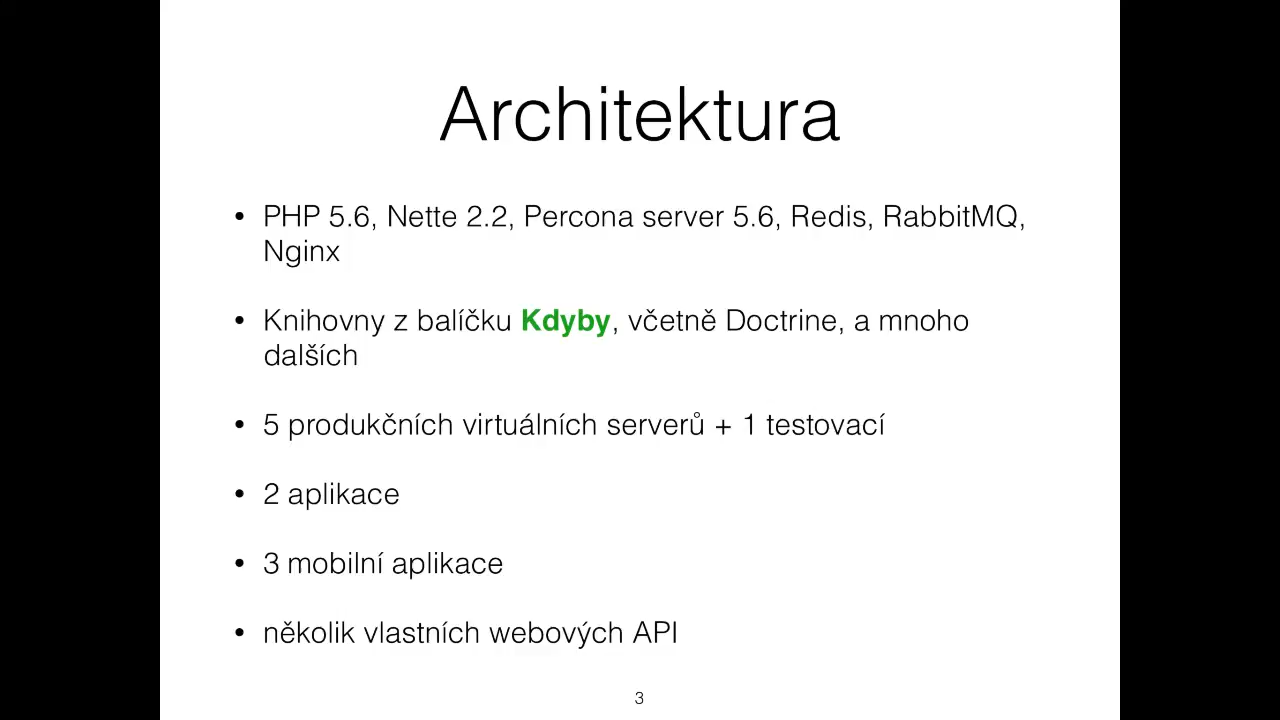 Architektura
• PHP 5.6, Nette 2.2, Percona server 5.6, Redis, RabbitMQ,
Nginx
• Knihovny z balíčku Kdyby, včetně Doctrine, a mnoho
dalších
• 5 produkčních virtuálních serverů + 1 testovací
• 2 aplikace
• 3 mobilní aplikace
• několik vlastních webových API
3